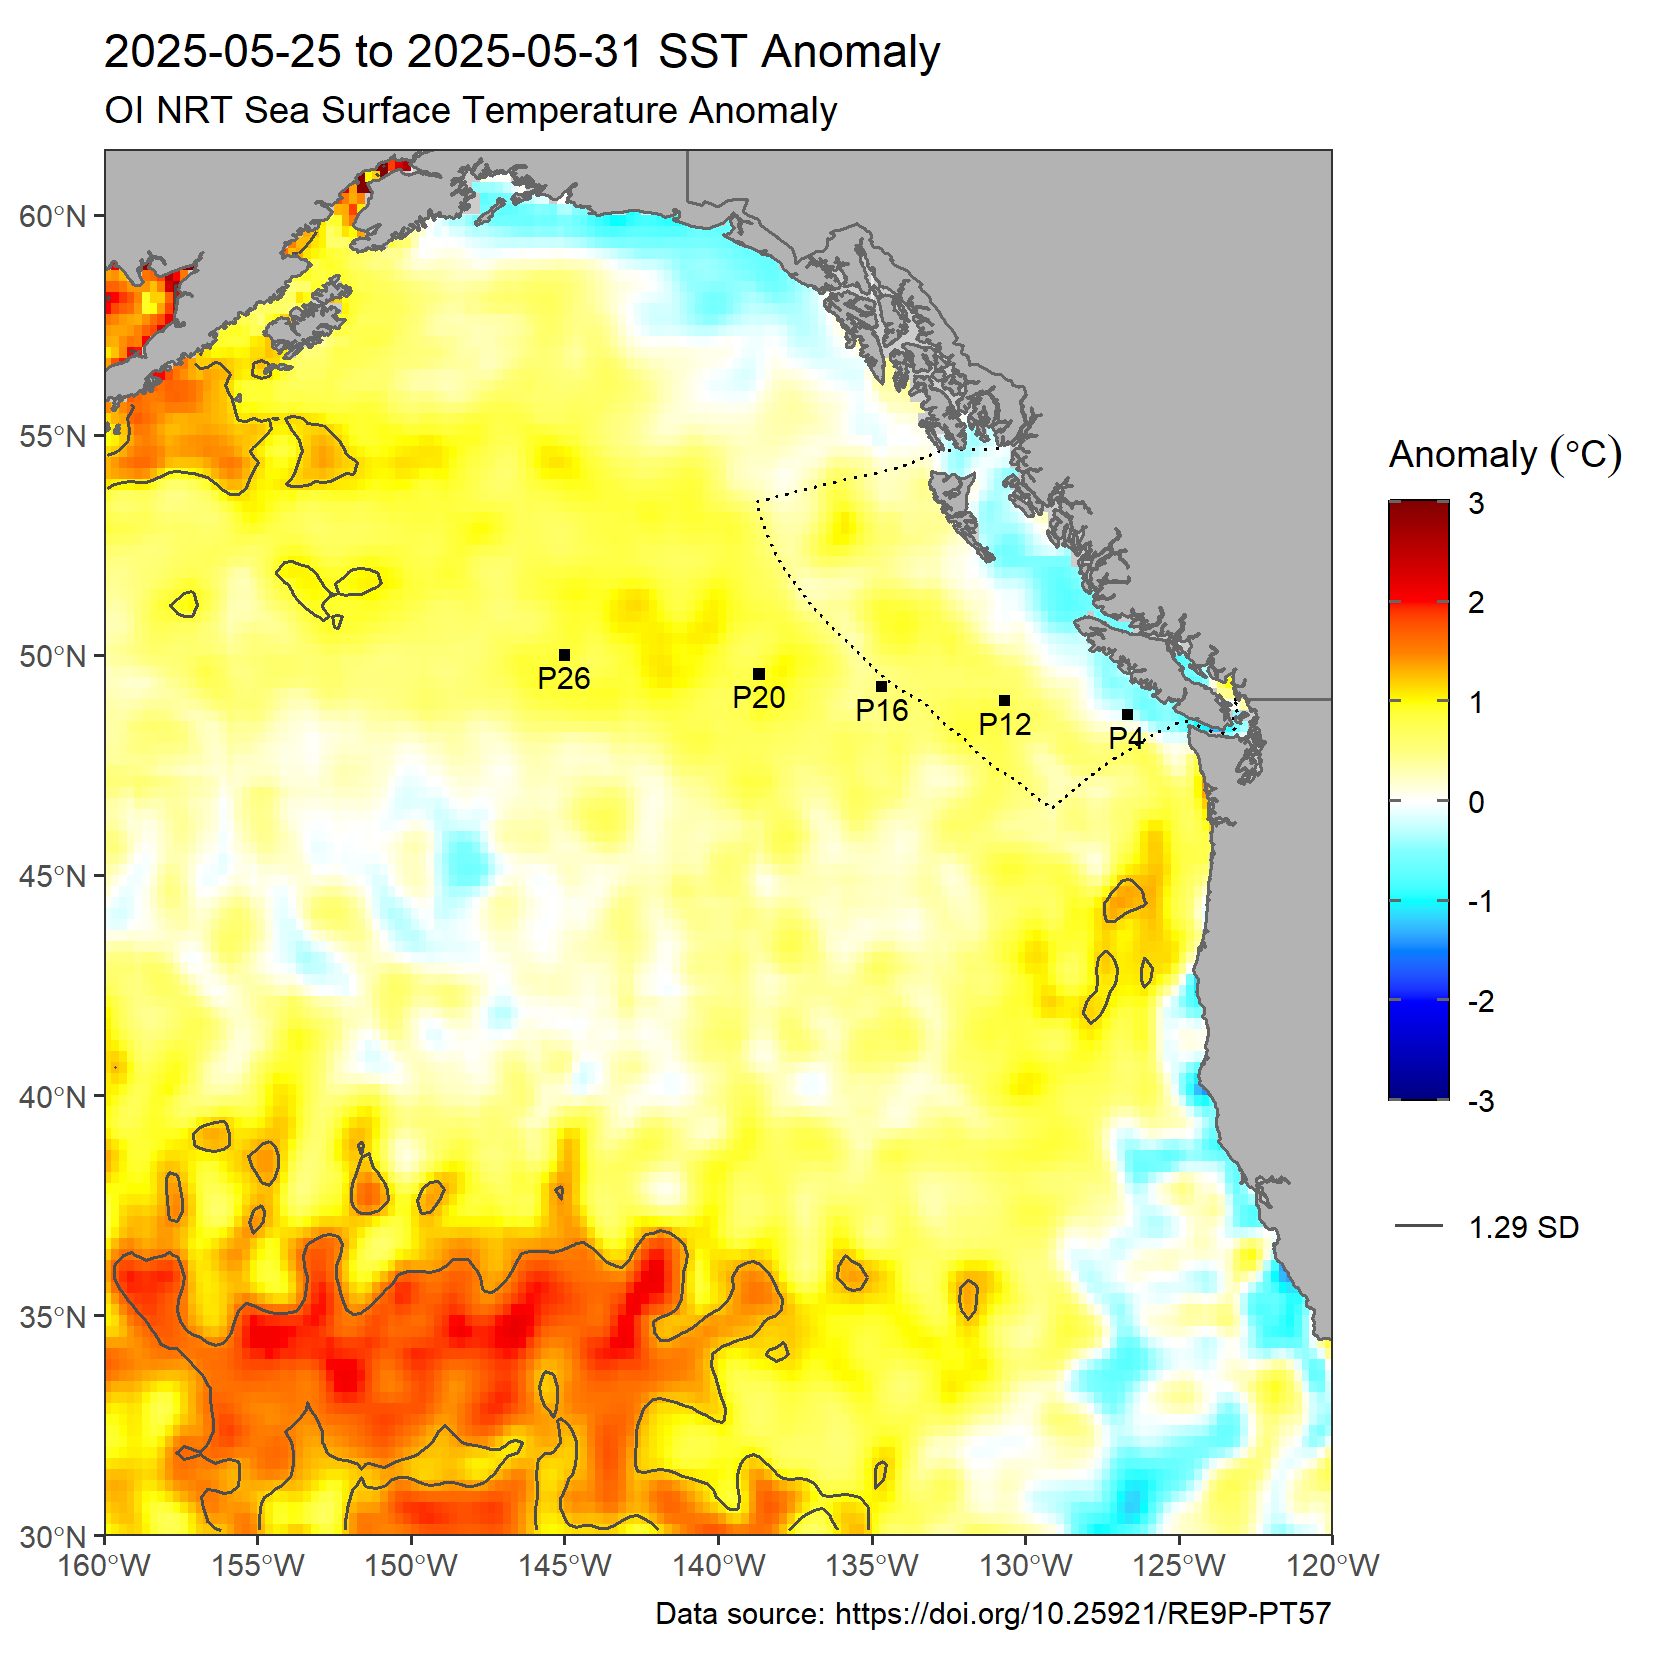 2025-05-25 to 2025-05-31 SST Anomaly
OI NRT Sea Surface Temperature Anomaly
60°N
55°N
50°N
45°N
40°N
35°N
30°N
160°W
155°W
150°W
145°W
140°W
135°W
130°W
125°W
120°W
P26
P20
P16
P12
P4
Anomaly (°C)
3
2
1
0
-1
-2
-3
1.29 SD
Data source: https://doi.org/10.25921/RE9P-PT57